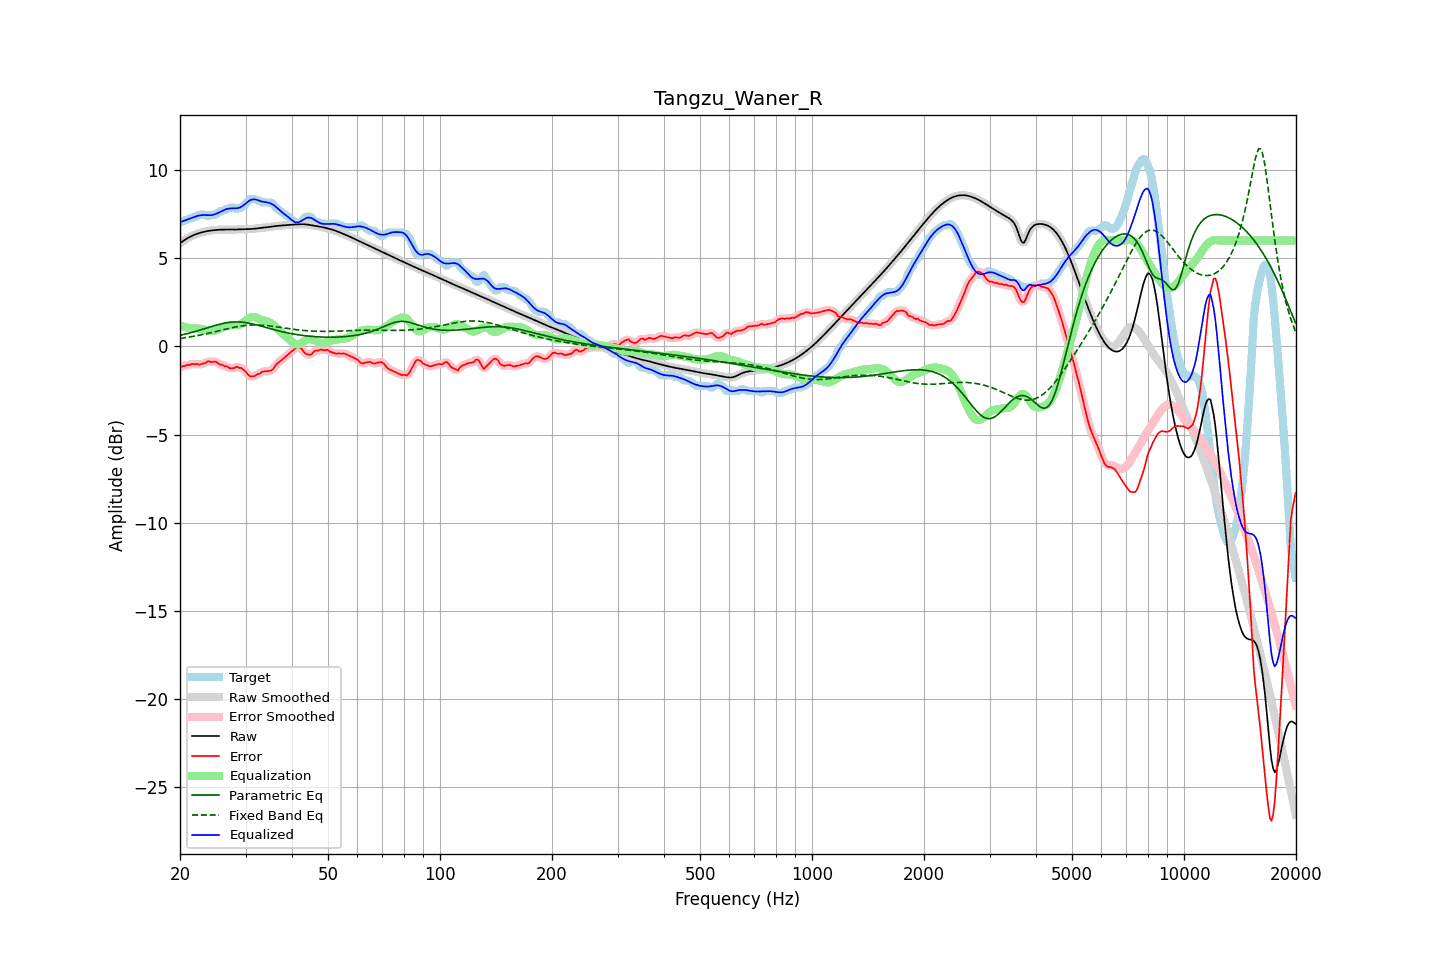 Tangzu_Waner_R
Amplitude (dBr)
10
5
0
−5
−10
−15
−20
−25
Target
Raw Smoothed
Error Smoothed
Raw
Error
Equalization
Parametric Eq
Fixed Band Eq
Equalized
20 50 100 200 500 1000 2000 5000 10000 20000
Frequency (Hz)